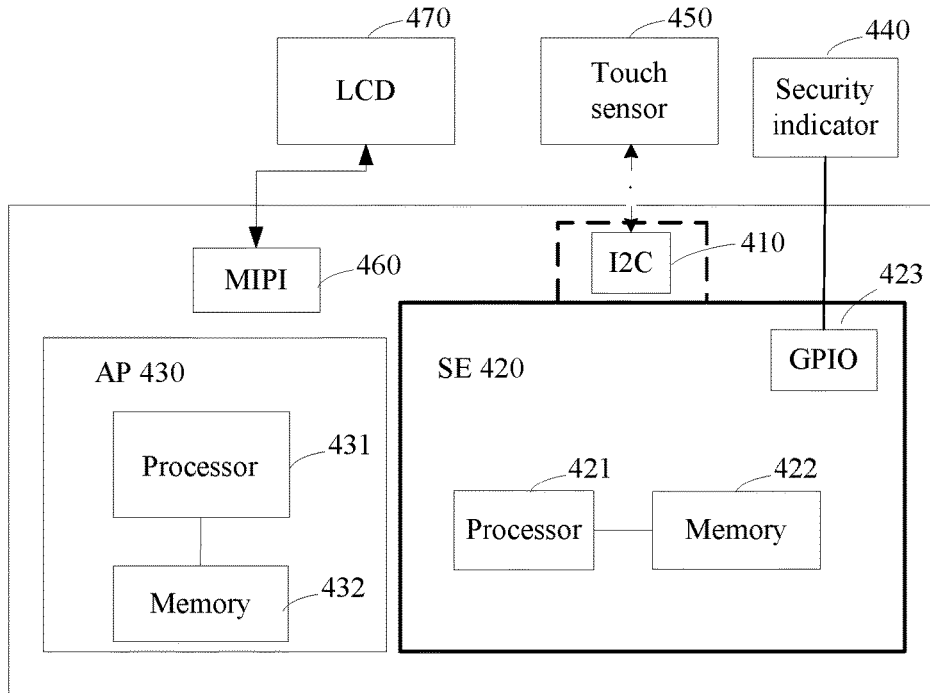 470
450
440
LCD
Touch
sensor
Security
indicator
MIPI
460
I2C
410
423
GPIO
AP 430
SE 420
Processor
431
421
422
Processor
Memory
Memory
432